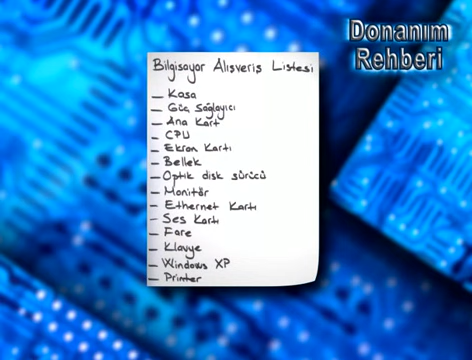 Donanım
Rehberi
Bilgisayar Alışveriş Listesi
— Kasa
— Güç Sağlayıcı
— Ana Kart
— CPU
— Ekran Kartı
— Bellek
— Optik disk sürücü
— Monitör
— Ethernet Kartı
— Ses Kartı
— Fare
— Klavye
— Windows XP
— Printer